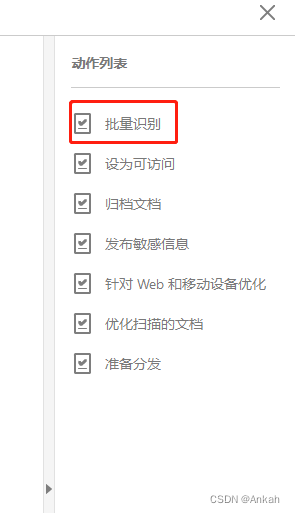 动作列表
批量识别
设为可访问
归档文档
发布敏感信息
针对 Web 和移动设备优化
优化扫描的文档
准备分发
CSDN @Ankah